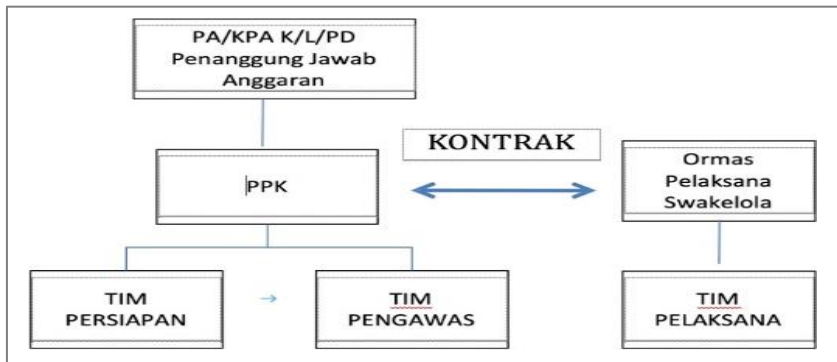 PA/KPA K/L/PD
Penanggung Jawab
Anggaran
KONTRAK
PPK
Ormas
Pelaksana
Swakelola
TIM
PERSIAPAN
→
TIM
PENGAWAS
TIM
PELAKSANA